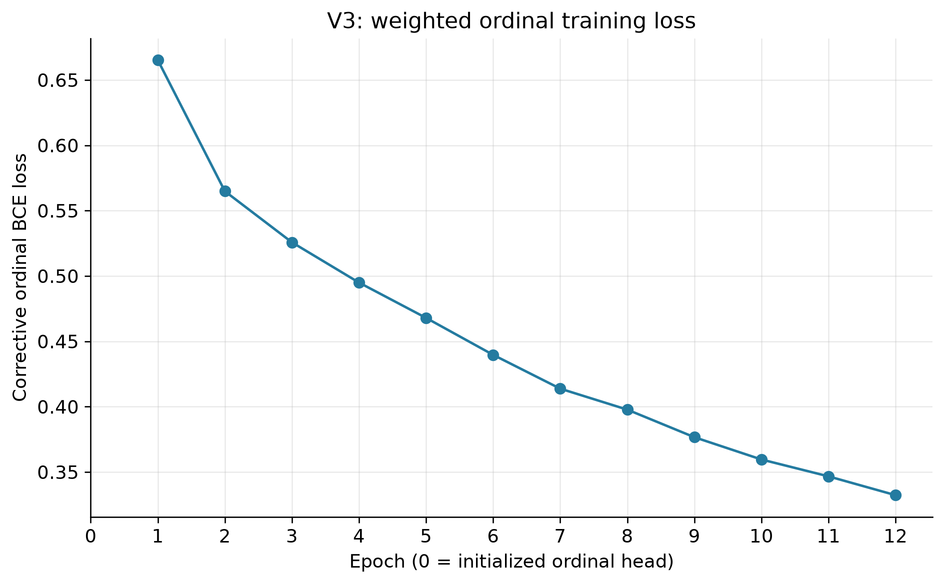 V3: weighted ordinal training loss
Corrective ordinal BCE loss
0.65
0.60
0.55
0.50
0.45
0.40
0.35
0 1 2 3 4 5 6 7 8 9 10 11 12
Epoch (0 = initialized ordinal head)